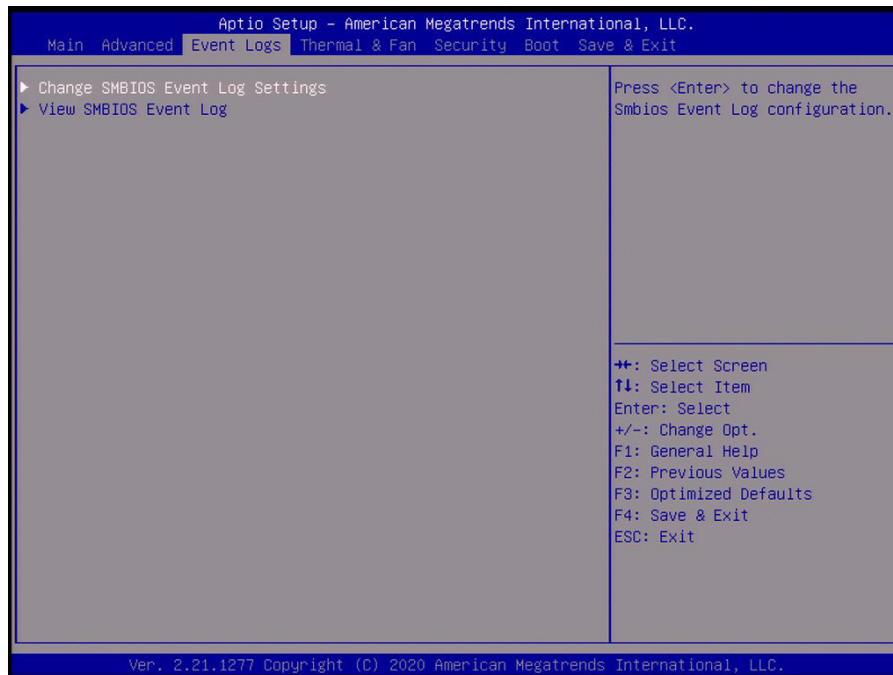 Aptio Setup – American Megatrends International, LLC.
Main Advanced Event Logs Thermal & Fan Security Boot Save & Exit
▶ Change SMBIOS Event Log Settings
▶ View SMBIOS Event Log
Press <Enter> to change the
Smbios Event Log configuration.
→←: Select Screen
↑↓: Select Item
Enter: Select
+/-: Change Opt.
F1: General Help
F2: Previous Values
F3: Optimized Defaults
F4: Save & Exit
ESC: Exit
Ver. 2.21.1277 Copyright (C) 2020 American Megatrends International, LLC.